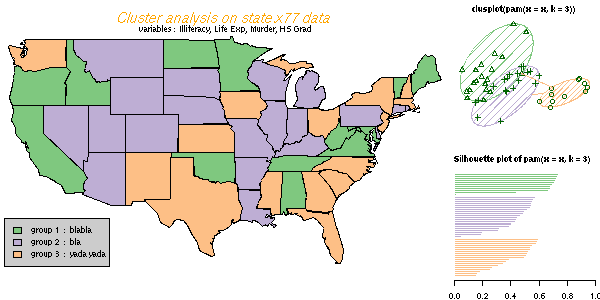 Cluster analysis on state.x77 data
variables : Illiteracy, Life Exp, Murder, HS Grad
clusplot(pam(x = x, k = 3))
Silhouette plot of pam(x = x, k = 3)
group 1 : blabla
group 2 : bla
group 3 : yada yada
0.0 0.2 0.4 0.6 0.8 1.0